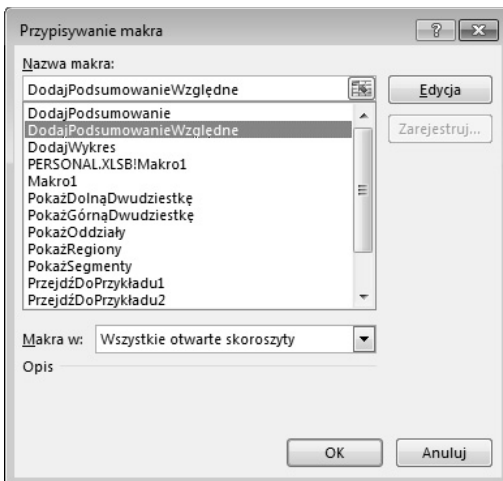 Przypisywanie makra
Nazwa makra:
DodajPodsumowanieWzględne
Edycja
DodajPodsumowanie
DodajPodsumowanieWzględne
Zarejestruj...
DodajWykres
PERSONAL.XLSB!Makro1
Makro1
PokażDolnąDwudziestkę
PokażGórnąDwudziestkę
PokażOddziały
PokażRegiony
PokażSegmenty
PrzejdźDoPrzykładu1
PrzejdźDoPrzykładu2
Makra w: Wszystkie otwarte skoroszyty
Opis
OK Anuluj